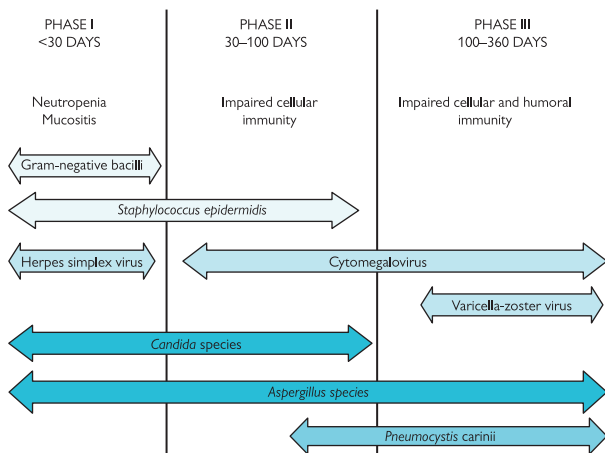 PHASE I
<30 DAYS
PHASE II
30–100 DAYS
PHASE III
100–360 DAYS
Neutropenia
Mucositis
Impaired cellular
immunity
Impaired cellular and humoral
immunity
Gram-negative bacilli
Staphylococcus epidermidis
Herpes simplex virus
Cytomegalovirus
Varicella-zoster virus
Candida species
Aspergillus species
Pneumocystis carinii